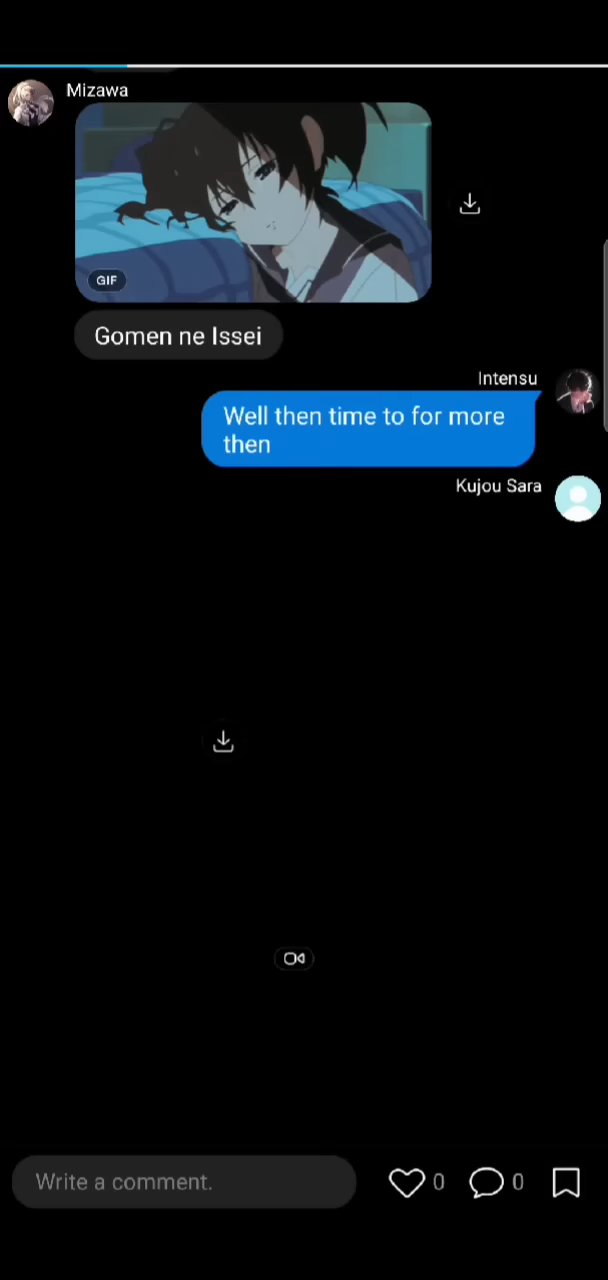 Mizawa
GIF
Gomen ne Issei
Intensu
Well then time to for more
then
Kujou Sara
Write a comment.
0
0